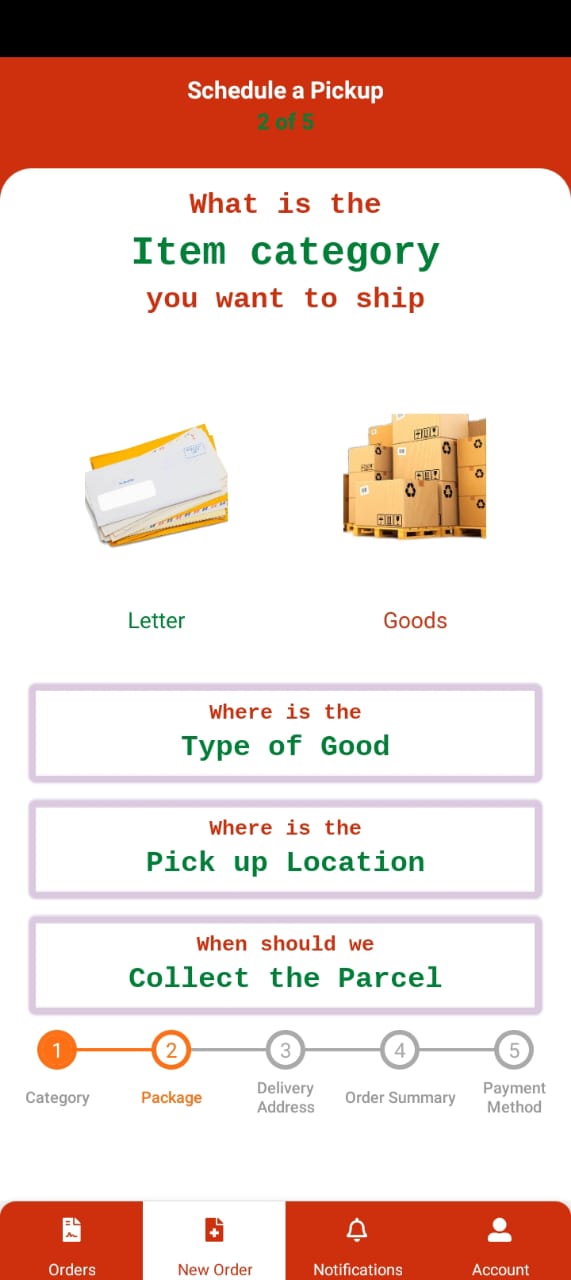 Schedule a Pickup
2 of 5
What is the
Item category
you want to ship
Letter
Goods
Where is the
Type of Good
Where is the
Pick up Location
When should we
Collect the Parcel
1
2
3
4
5
Category
Package
Delivery
Address
Order Summary
Payment
Method
Orders
New Order
Notifications
Account